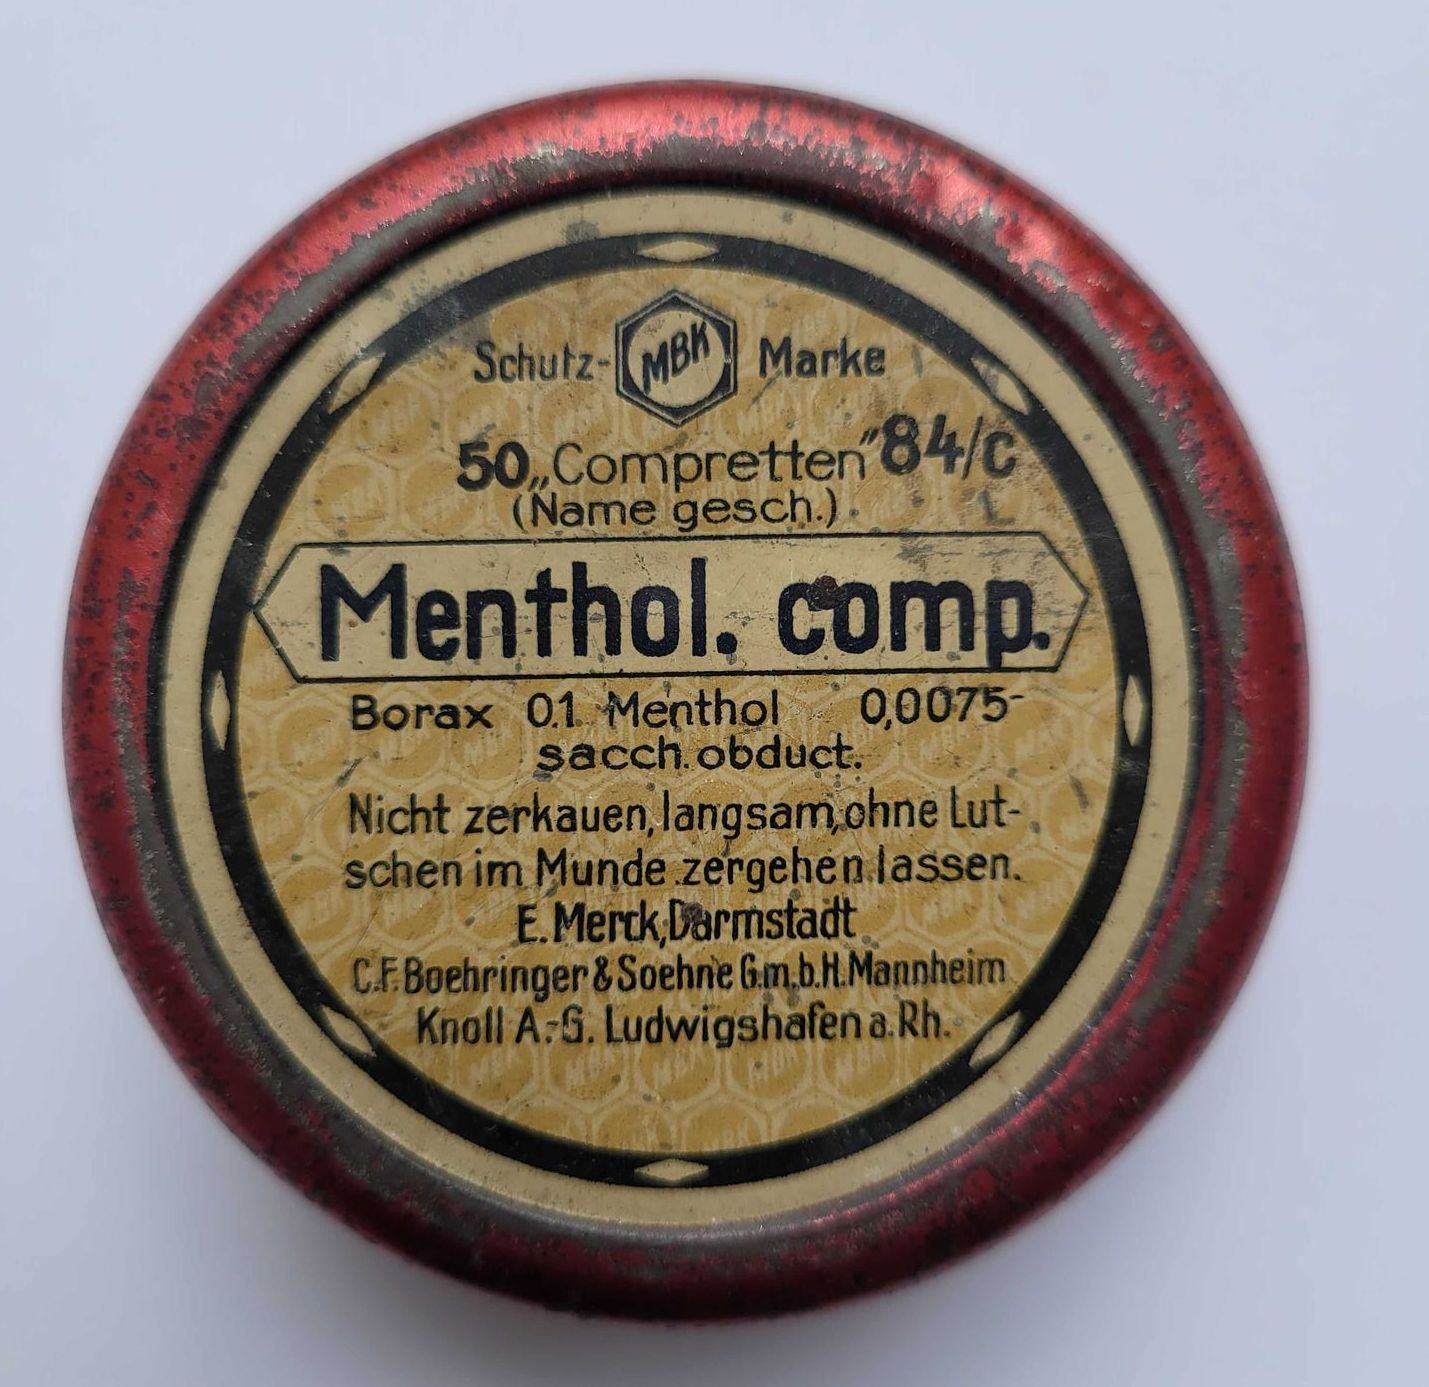 Schutz- MBK Marke
50 „Compretten" 84/C
(Name gesch.)
Menthol. comp.
Borax 0.1 Menthol 0,0075
sacch. obduct.
Nicht zerkauen, langsam, ohne Lut-
schen im Munde zergehen lassen.
E. Merck, Darmstadt
C.F. Boehringer & Soehne G.m.b.H. Mannheim
Knoll A.-G. Ludwigshafen a. Rh.